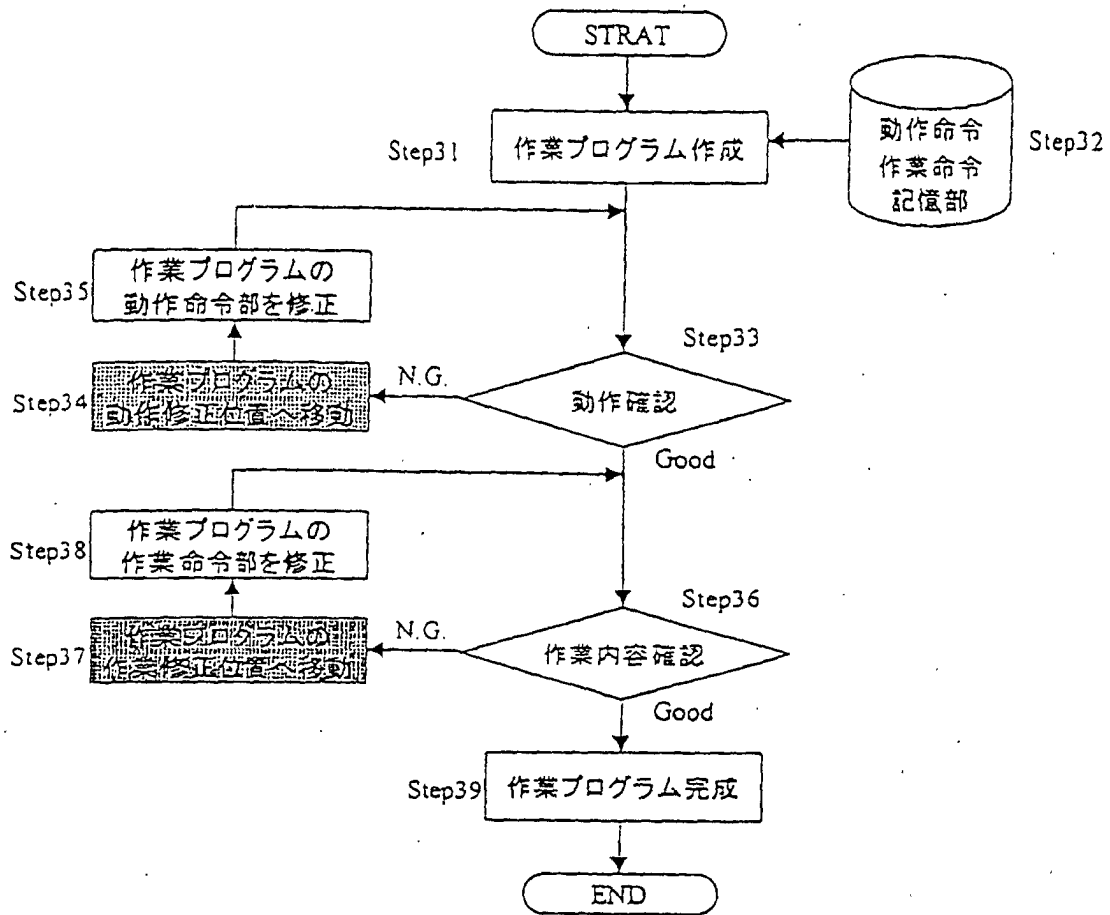 STRAT
Step31
作業プログラム作成
動作命令
作業命令
記憶部
Step32
Step35
作業プログラムの
動作命令部を修正
Step33
Step34
作業プログラムの
動作修正位置へ移動
N.G.
動作確認
Good
Step38
作業プログラムの
作業命令部を修正
Step36
Step37
作業プログラムの
作業修正位置へ移動
N.G.
作業内容確認
Good
Step39
作業プログラム完成
END